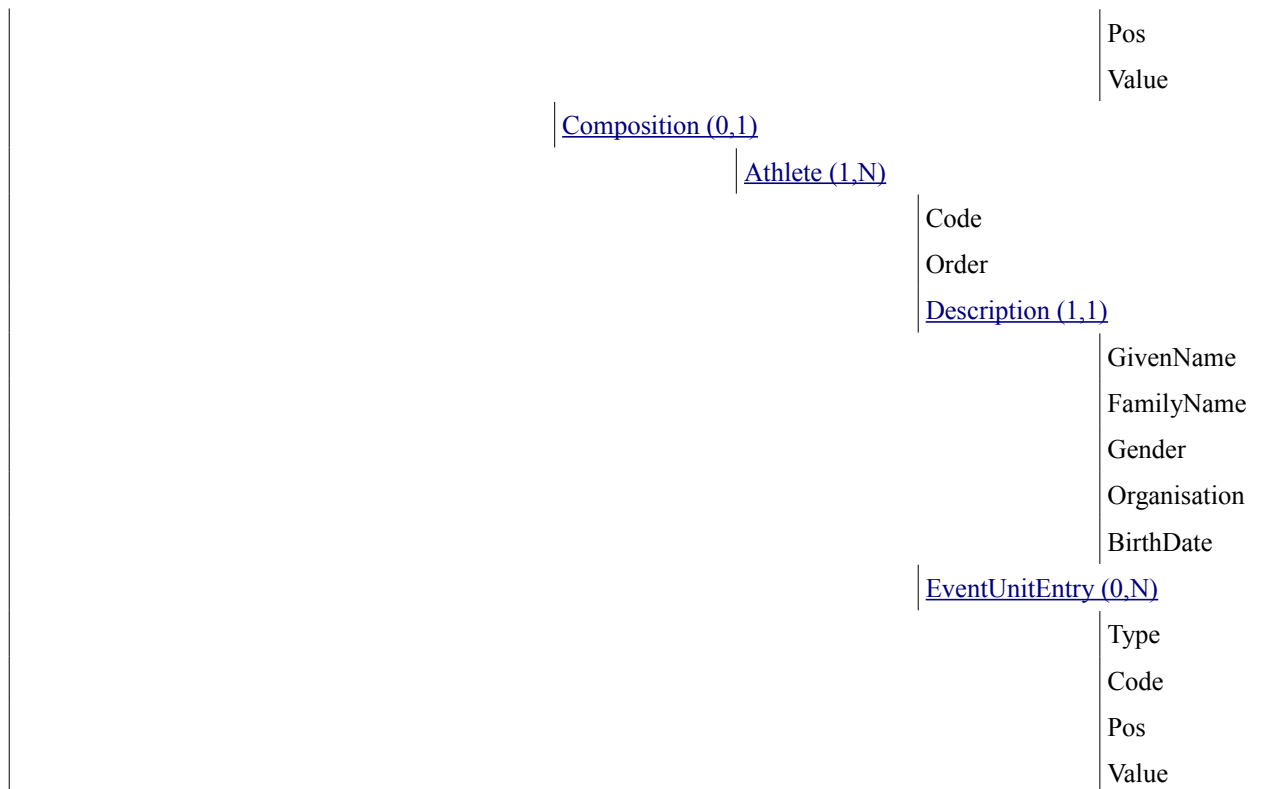 Pos
Value
Composition (0,1)
Athlete (1,N)
Code
Order
Description (1,1)
GivenName
FamilyName
Gender
Organisation
BirthDate
EventUnitEntry (0,N)
Type
Code
Pos
Value